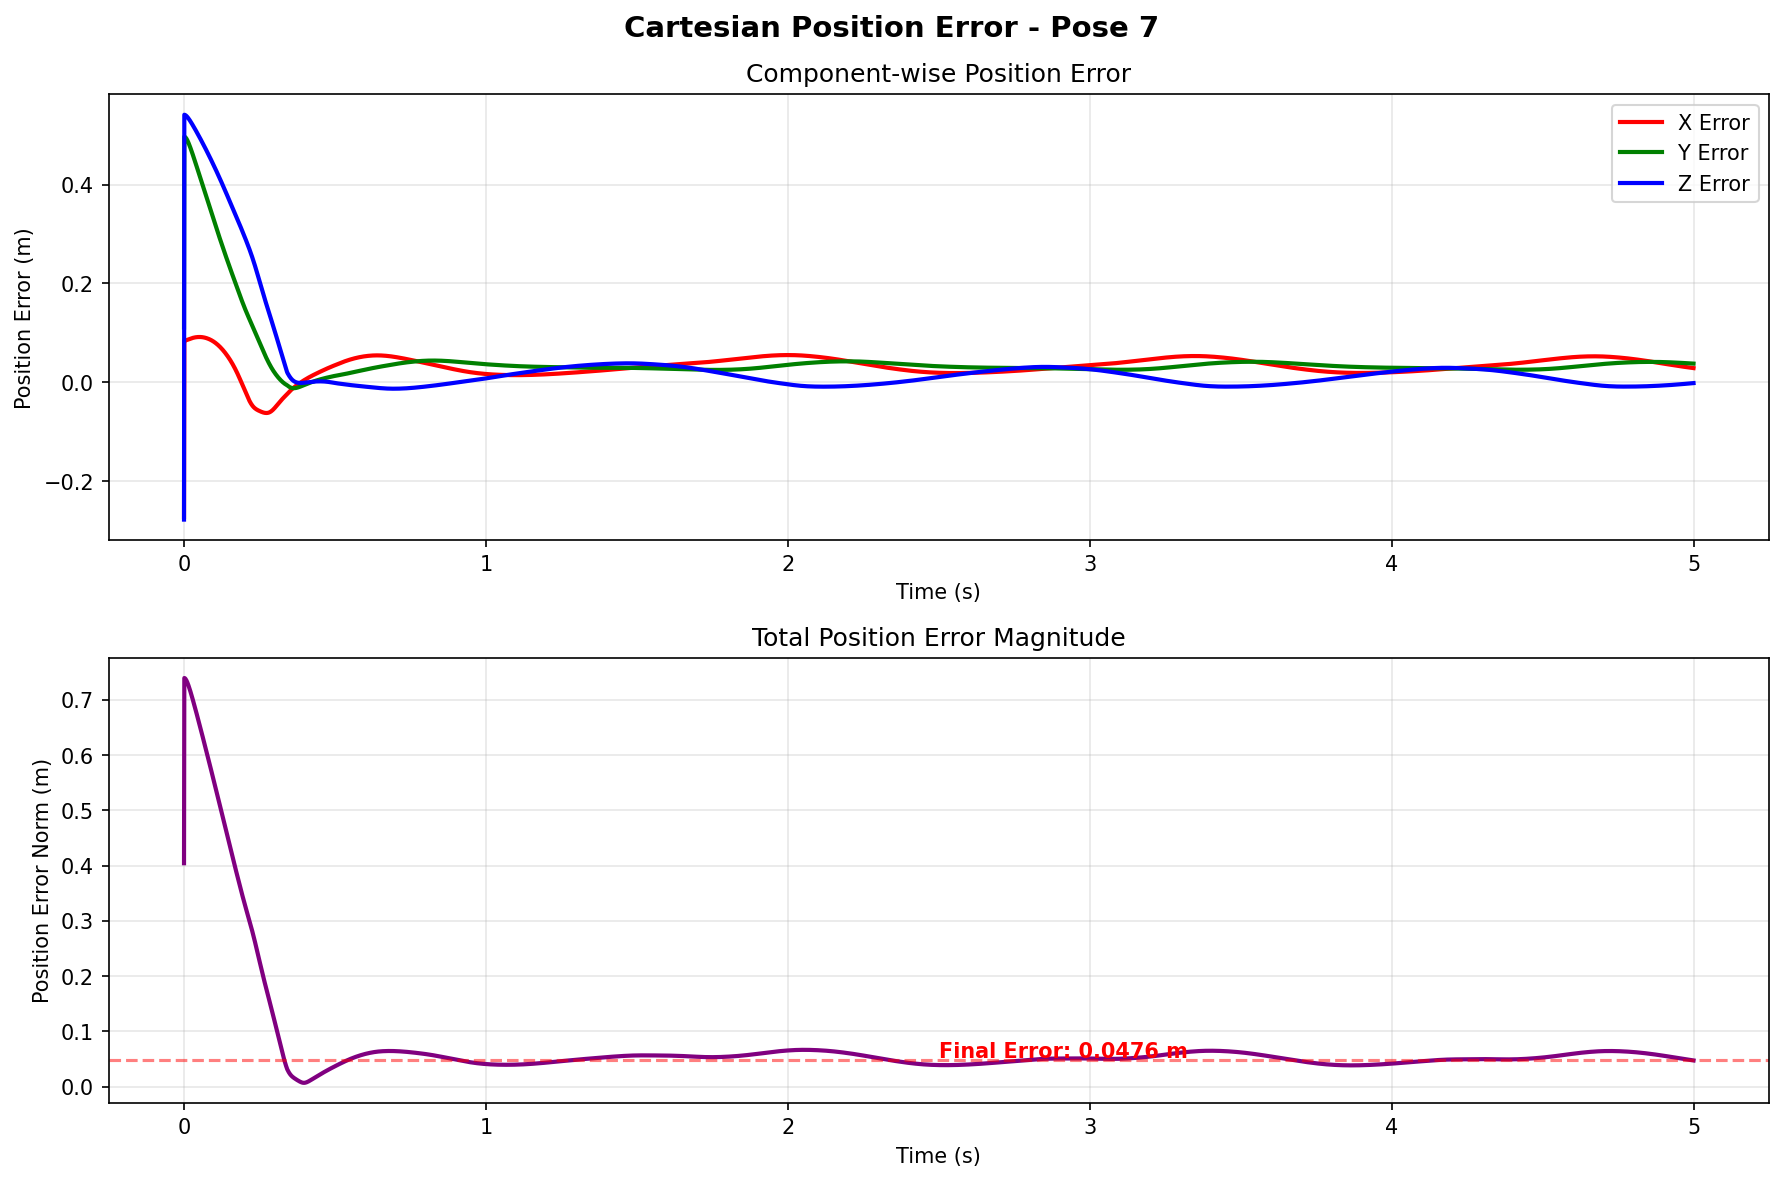 Cartesian Position Error - Pose 7
Component-wise Position Error
X Error
Y Error
Z Error
Position Error (m)
0.4
0.2
0.0
−0.2
0 1 2 3 4 5
Time (s)
Total Position Error Magnitude
Position Error Norm (m)
0.7
0.6
0.5
0.4
0.3
0.2
0.1
0.0
Final Error: 0.0476 m
0 1 2 3 4 5
Time (s)